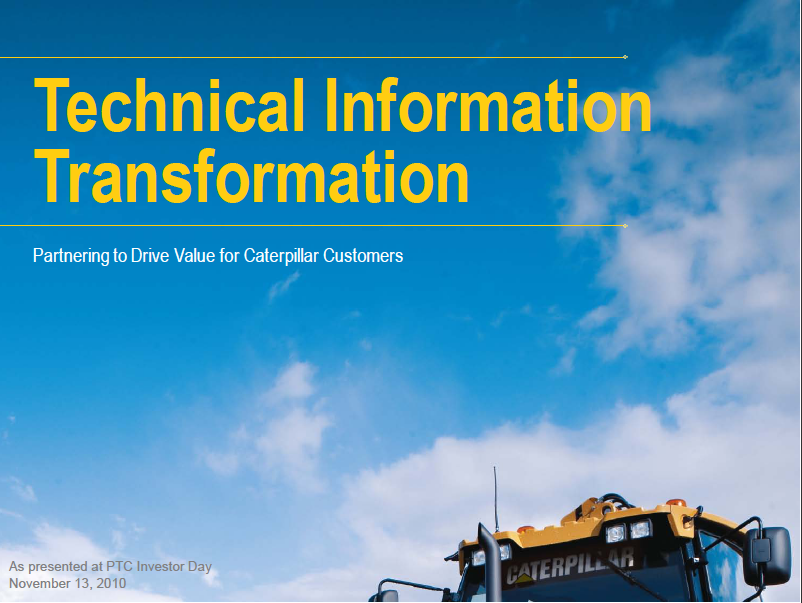 Technical Information
Transformation
Partnering to Drive Value for Caterpillar Customers
CATERPILLAR
As presented at PTC Investor Day
November 13, 2010